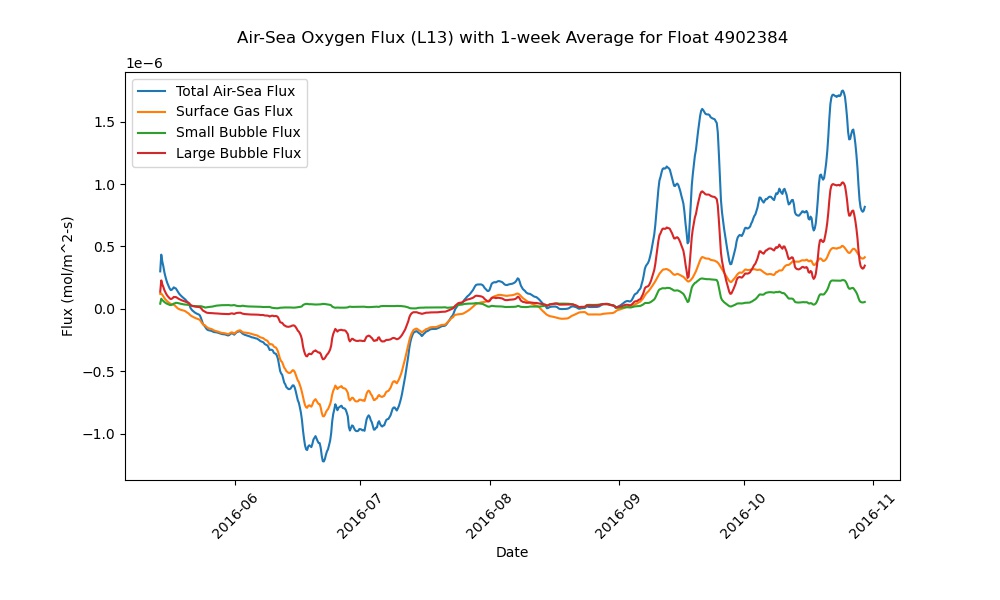 Air-Sea Oxygen Flux (L13) with 1-week Average for Float 4902384
1e−6
Total Air-Sea Flux
Surface Gas Flux
Small Bubble Flux
Large Bubble Flux
1.5
1.0
0.5
0.0
−0.5
−1.0
Flux (mol/m^2-s)
2016-06
2016-07
2016-08
2016-09
2016-10
2016-11
Date